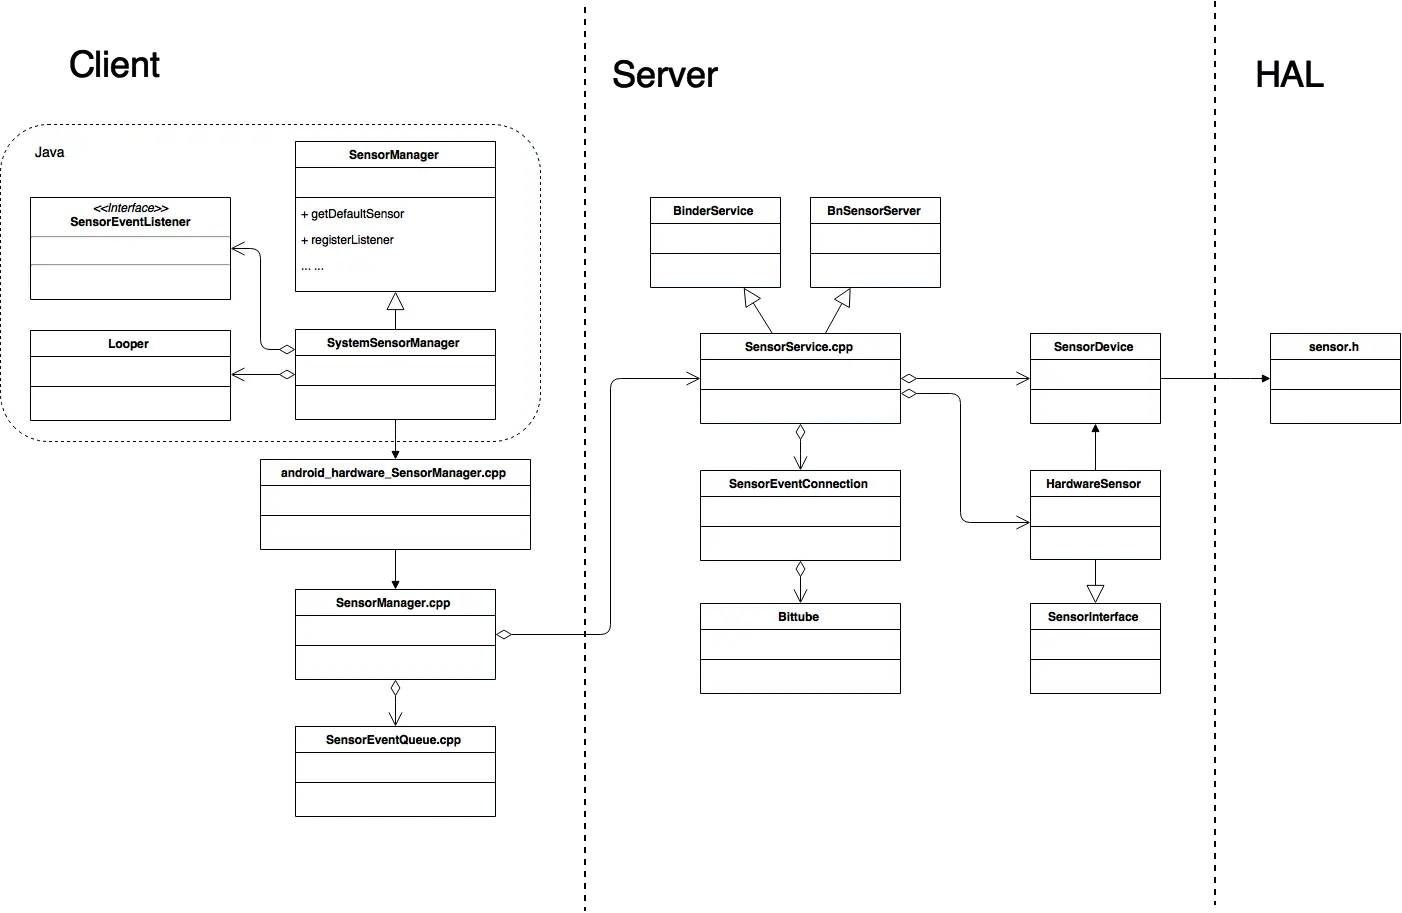 Client
Server
HAL
Java
SensorManager
+ getDefaultSensor
+ registerListener
... ...
<<Interface>>
SensorEventListener
Looper
SystemSensorManager
android_hardware_SensorManager.cpp
SensorManager.cpp
SensorEventQueue.cpp
BinderService
BnSensorServer
SensorService.cpp
SensorEventConnection
Bittube
SensorDevice
HardwareSensor
SensorInterface
sensor.h